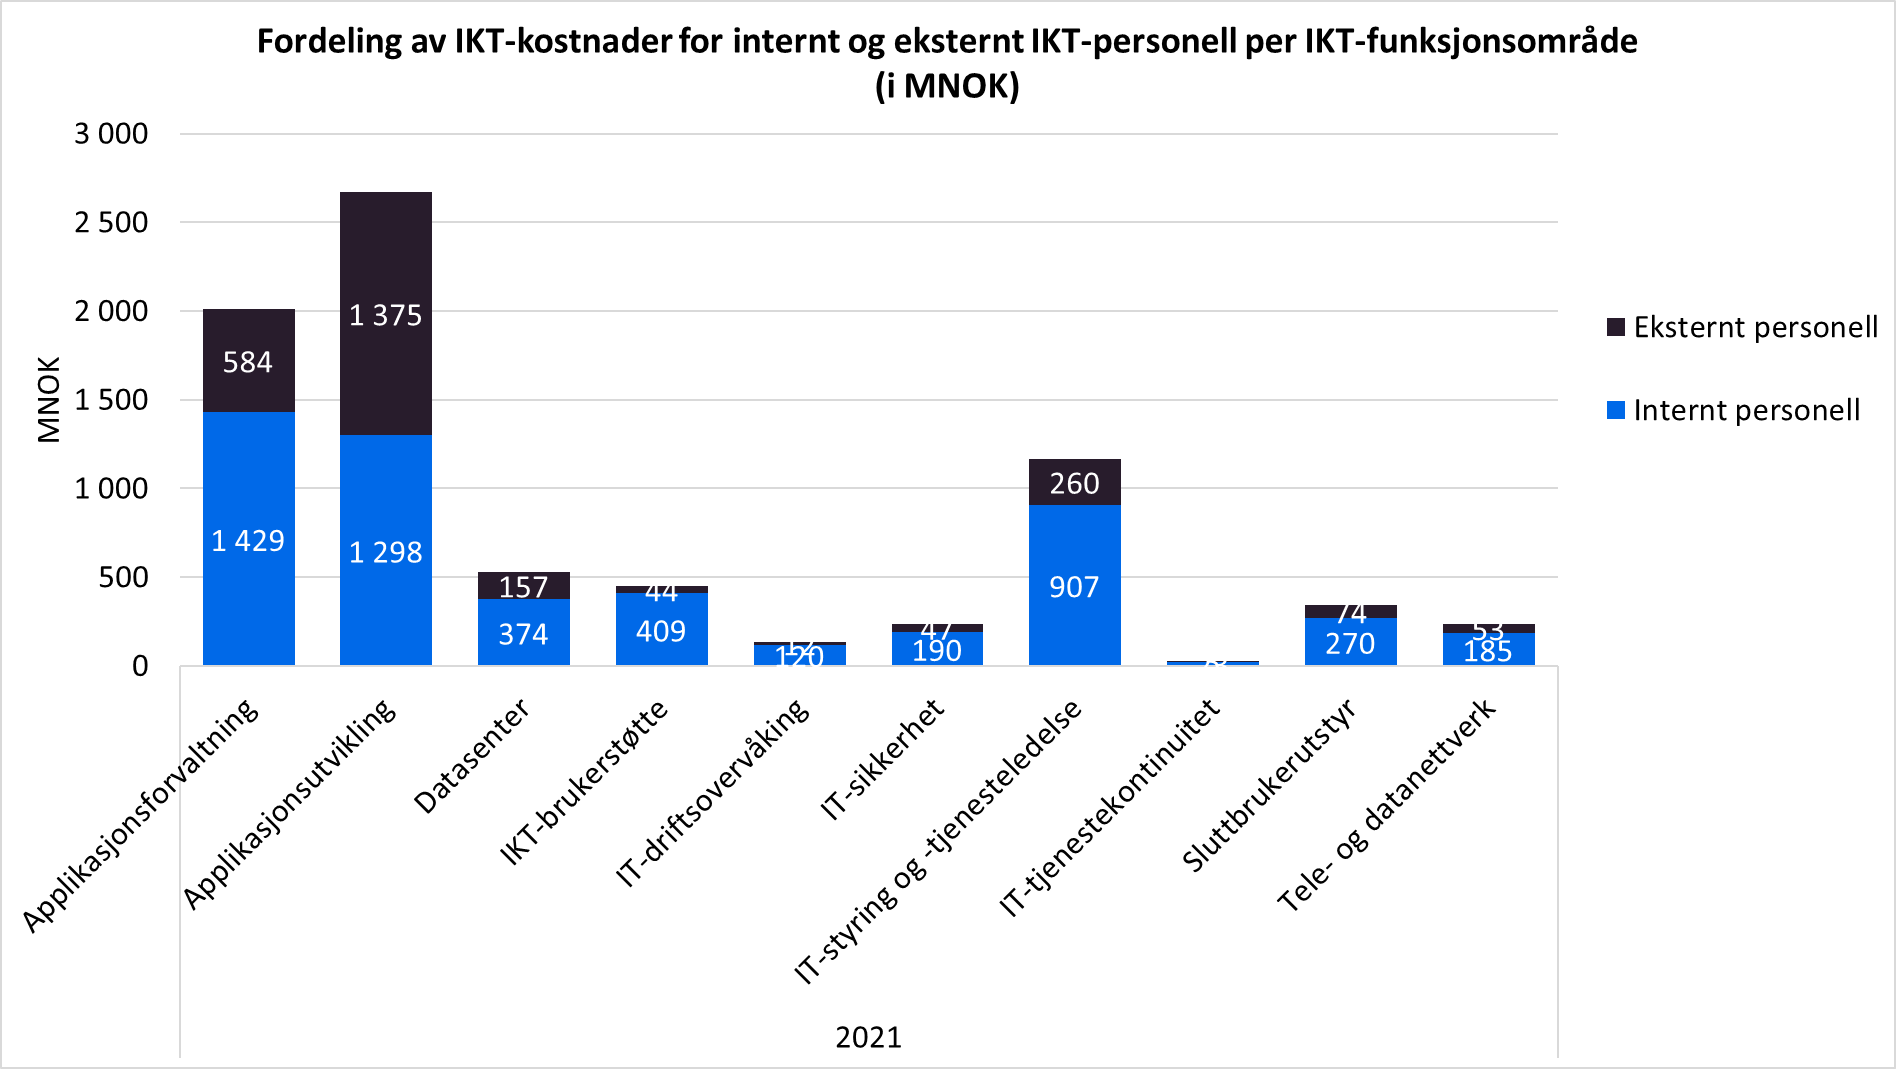 Fordeling av IKT-kostnader for internt og eksternt IKT-personell per IKT-funksjonsområde
(i MNOK)
3 000
2 500
2 000
1 500
1 000
500
0
MNOK
584
1 429
1 375
1 298
157
374
44
409
12
120
47
190
260
907
74
270
53
185
Applikasjonsforvaltning
Applikasjonsutvikling
Datasenter
IKT-brukerstøtte
IT-driftsovervåking
IT-sikkerhet
IT-styring og -tjenesteledelse
IT-tjenestekontinuitet
Sluttbrukerutstyr
Tele- og datanettverk
2021
Eksternt personell
Internt personell